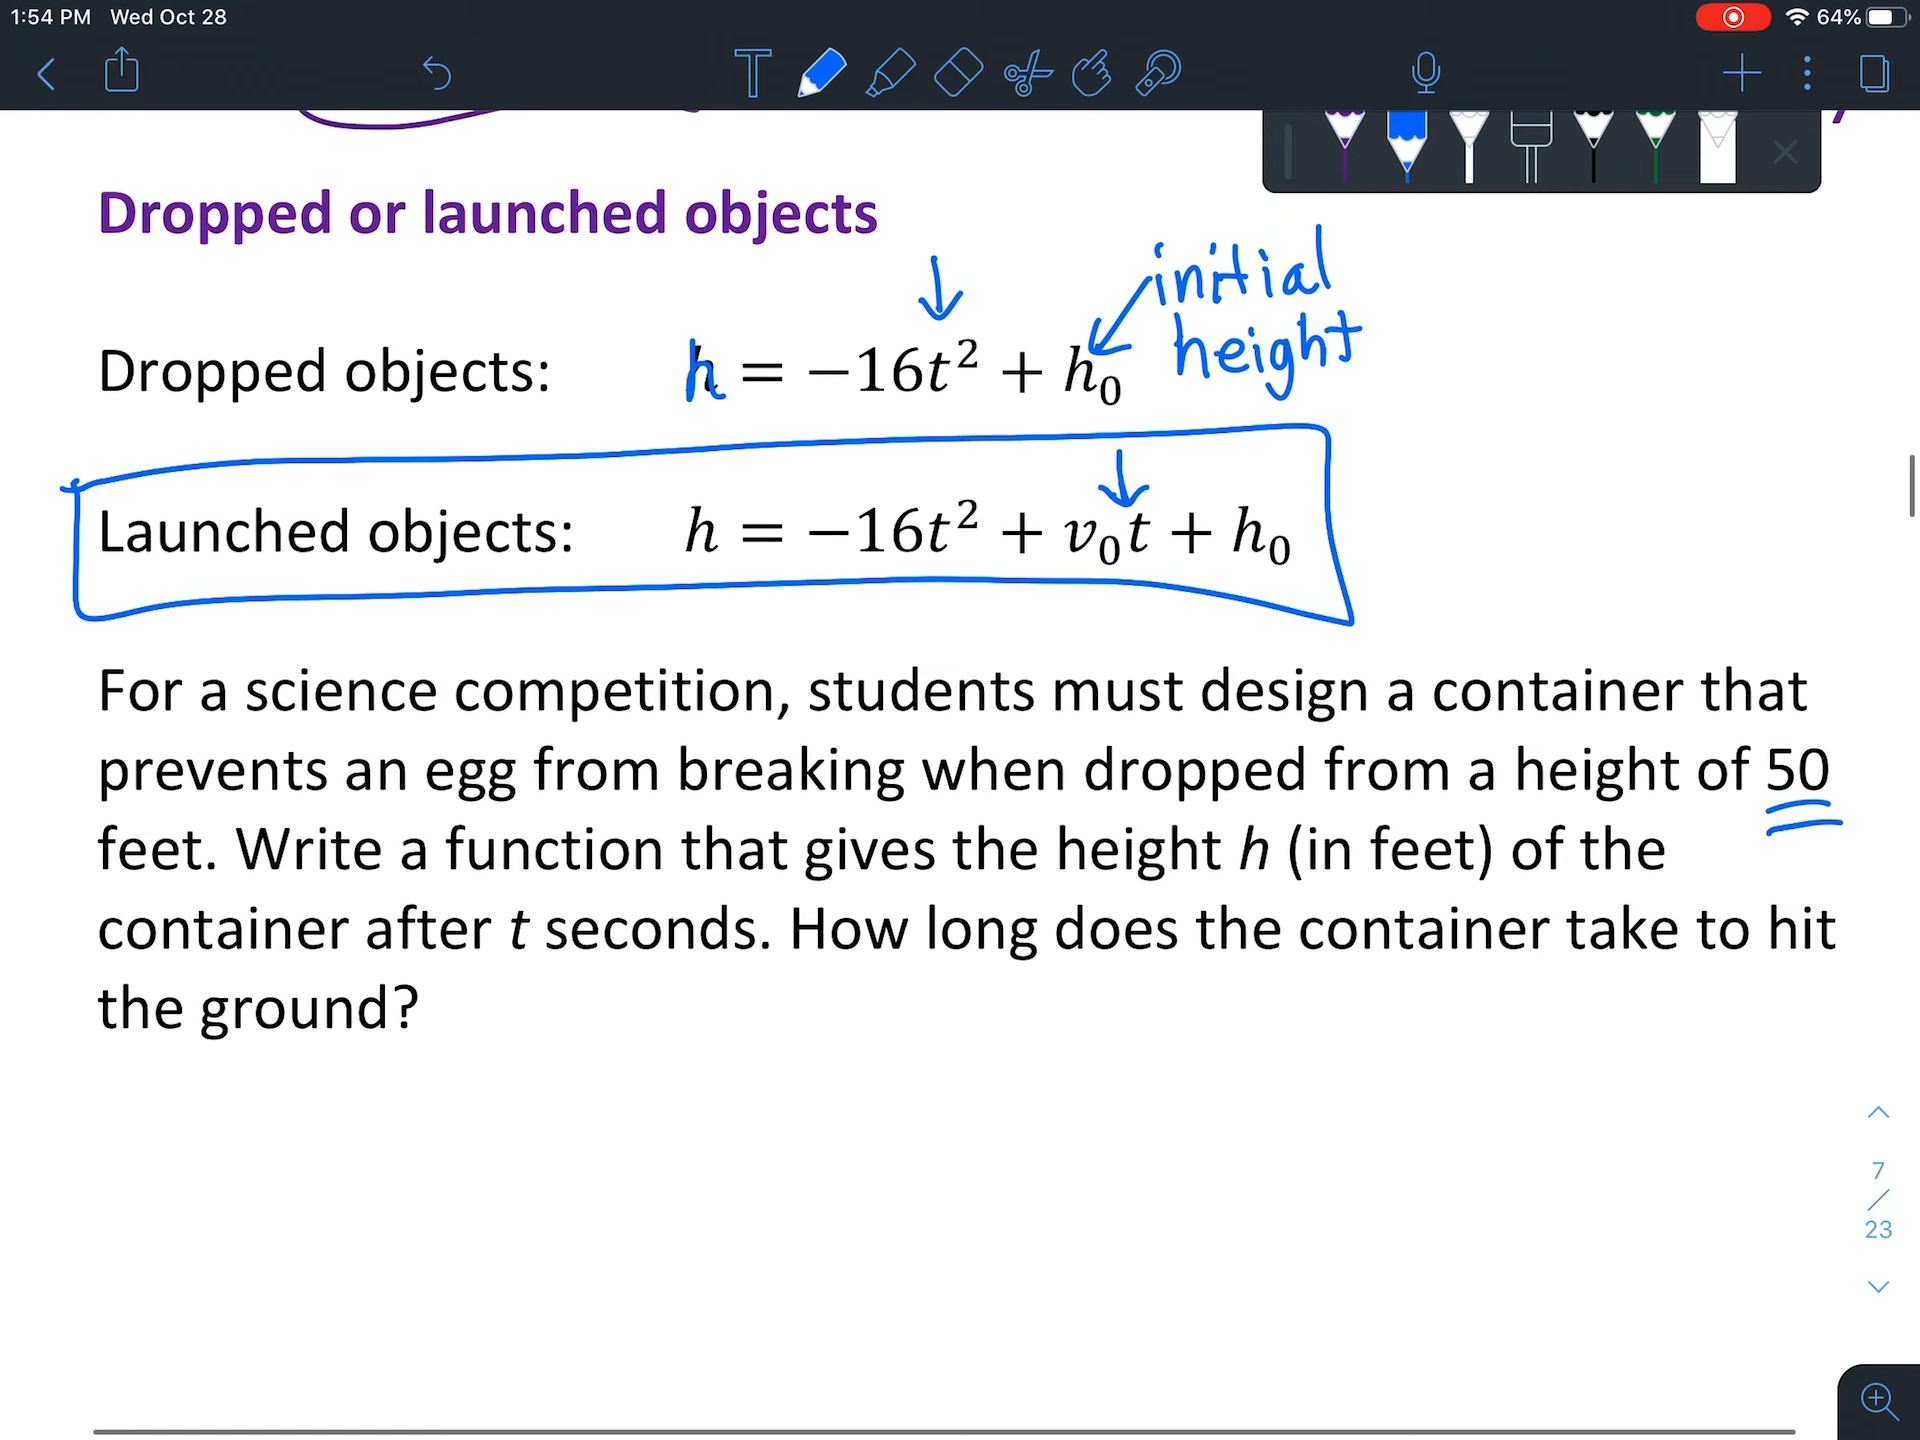 1:54 PM Wed Oct 28
64%
Dropped or launched objects
initial
height
Dropped objects: h = −16t² + h₀
Launched objects: h = −16t² + v₀t + h₀
For a science competition, students must design a container that
prevents an egg from breaking when dropped from a height of 50
feet. Write a function that gives the height h (in feet) of the
container after t seconds. How long does the container take to hit
the ground?
7
/
23